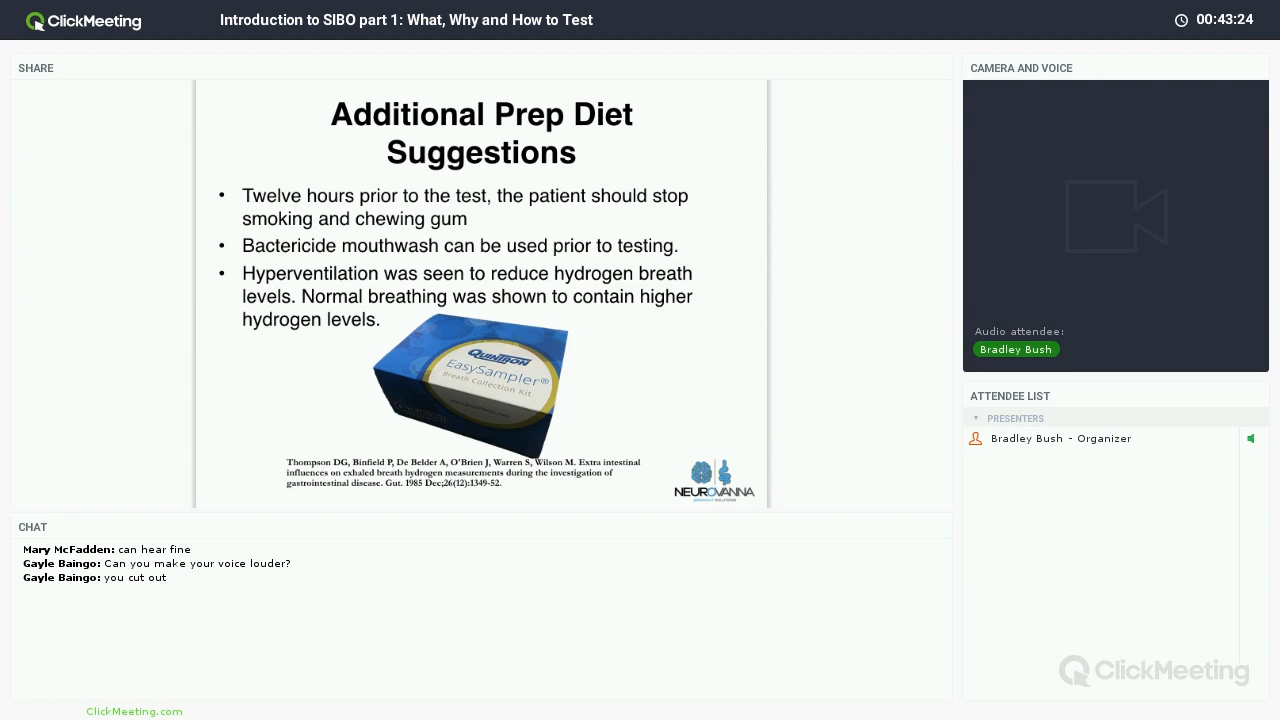 ClickMeeting
Introduction to SIBO part 1: What, Why and How to Test
00:43:24
SHARE
Additional Prep Diet
Suggestions
• Twelve hours prior to the test, the patient should stop
smoking and chewing gum
• Bactericide mouthwash can be used prior to testing.
• Hyperventilation was seen to reduce hydrogen breath
levels. Normal breathing was shown to contain higher
hydrogen levels.
QUINTRON
EasySampler®
Breath Collection Kit
Thompson DG, Binfield P, De Belder A, O'Brien J, Warren S, Wilson M. Extra intestinal
influences on exhaled breath hydrogen measurements during the investigation of
gastrointestinal disease. Gut. 1985 Dec;26(12):1349-52.
NEUROVANNA
CHAT
Mary McFadden: can hear fine
Gayle Baingo: Can you make your voice louder?
Gayle Baingo: you cut out
CAMERA AND VOICE
Audio attendee:
Bradley Bush
ATTENDEE LIST
PRESENTERS
Bradley Bush - Organizer
ClickMeeting
ClickMeeting.com